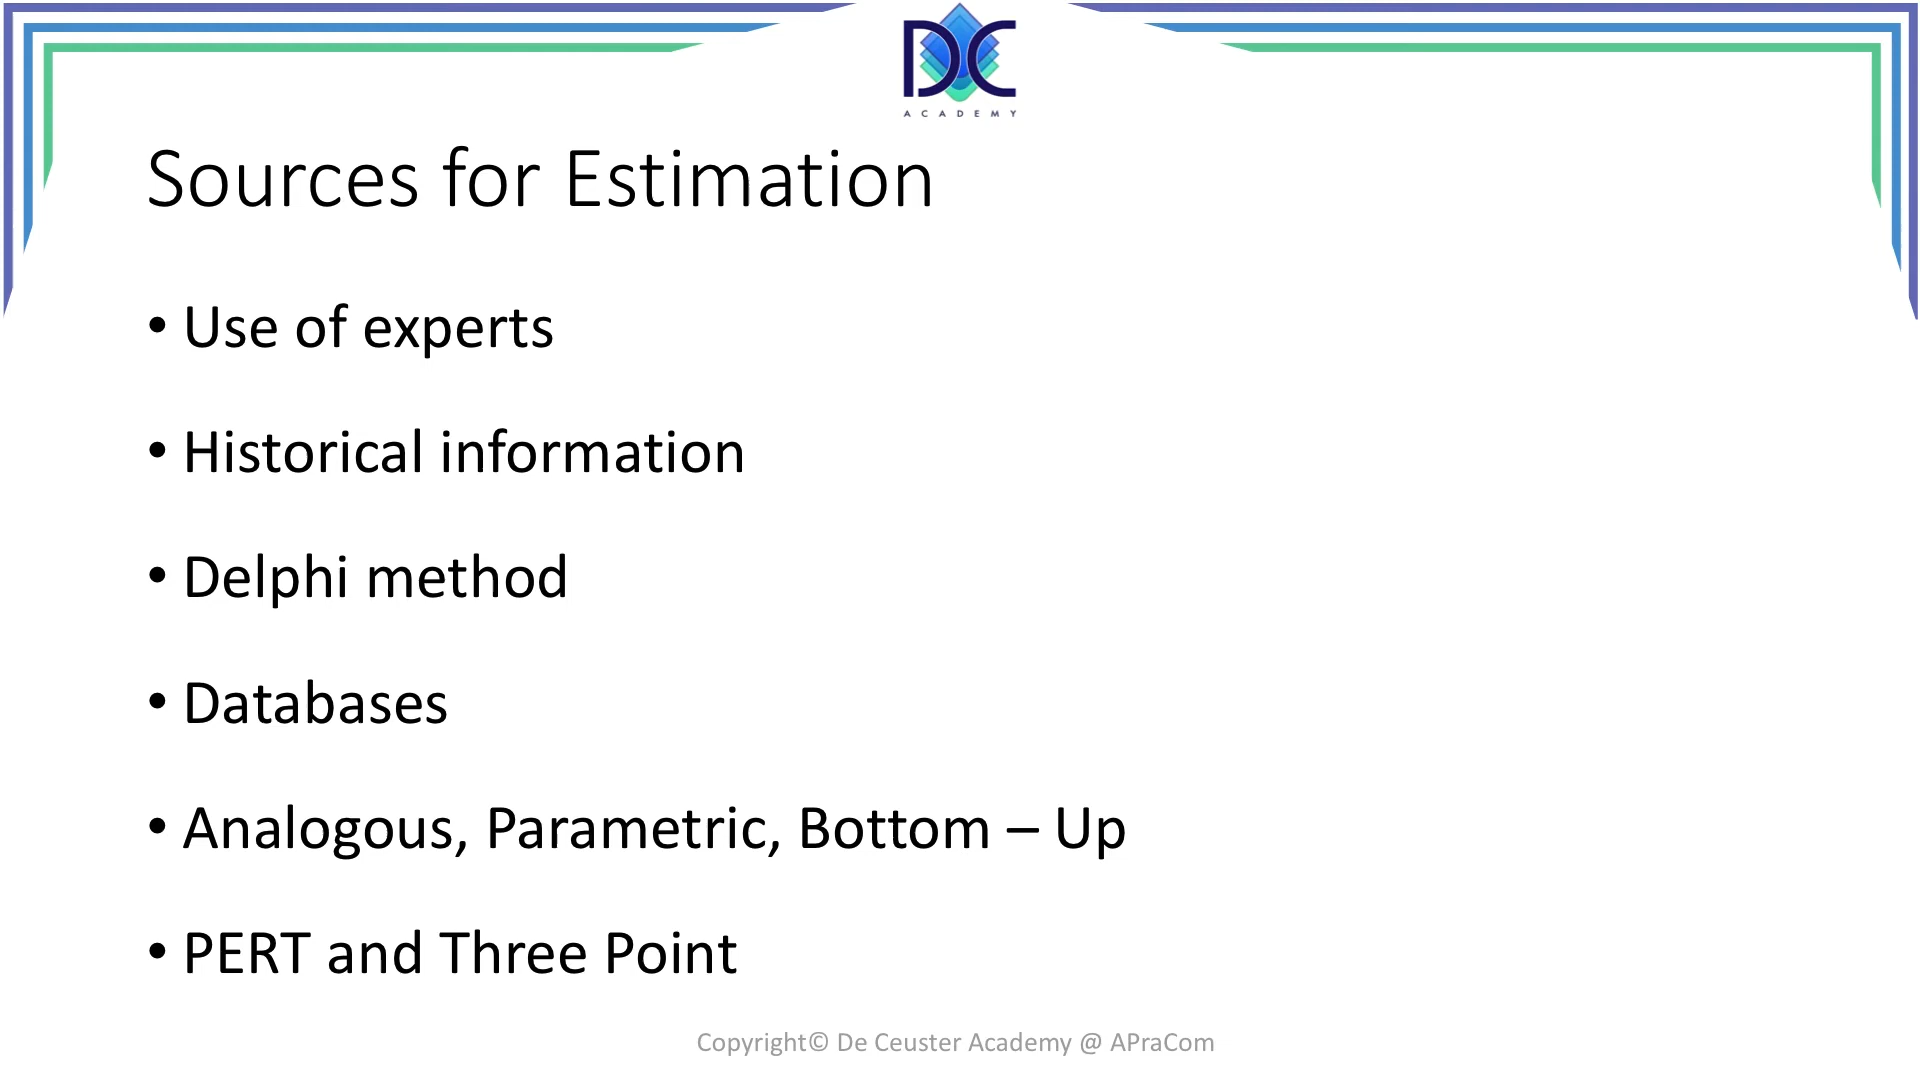 DC
ACADEMY
Sources for Estimation
• Use of experts
• Historical information
• Delphi method
• Databases
• Analogous, Parametric, Bottom – Up
• PERT and Three Point
Copyright© De Ceuster Academy @ APraCom